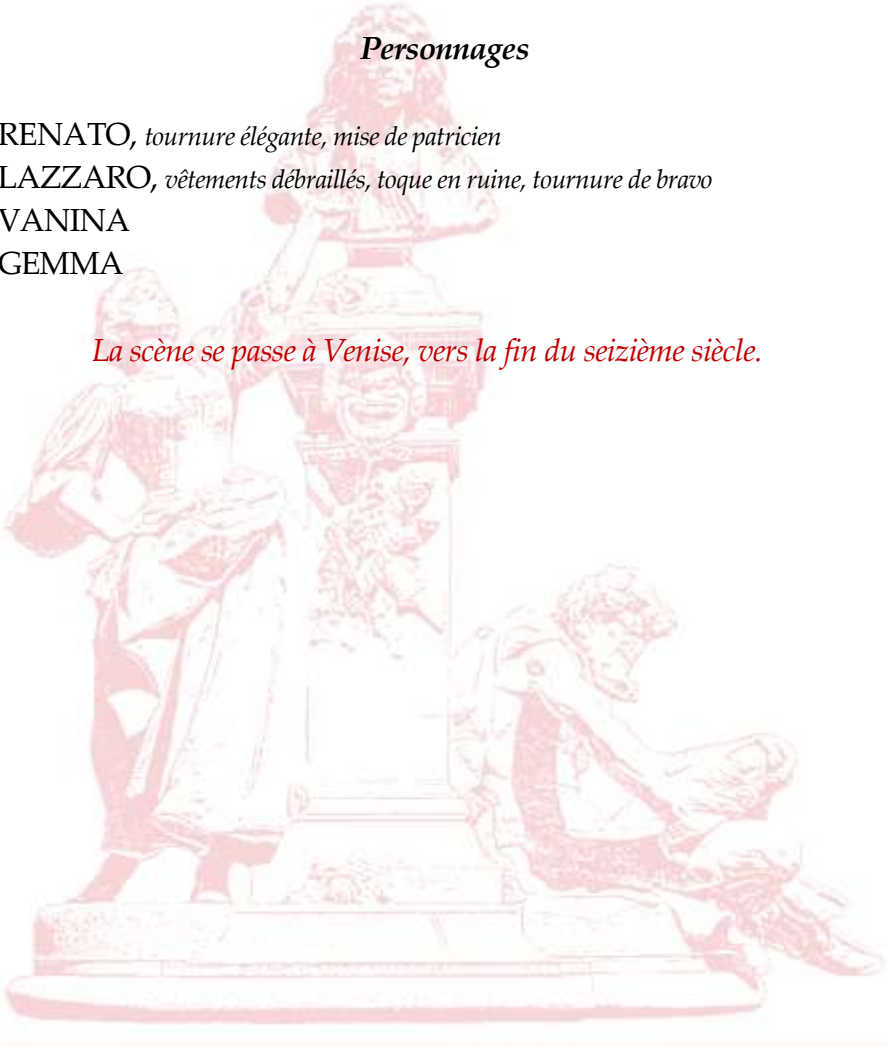 Personnages
RENATO, tournure élégante, mise de patricien
LAZZARO, vêtements débraillés, toque en ruine, tournure de bravo
VANINA
GEMMA
La scène se passe à Venise, vers la fin du seizième siècle.